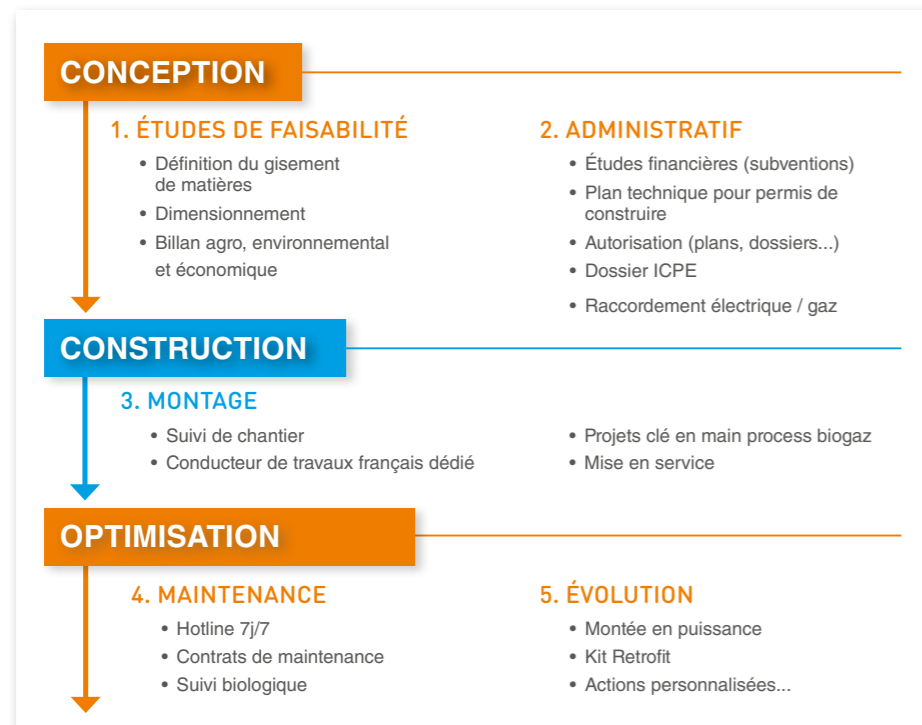 CONCEPTION
1. ÉTUDES DE FAISABILITÉ
• Définition du gisement
de matières
• Dimensionnement
• Billan agro, environnemental
et économique
2. ADMINISTRATIF
• Études financières (subventions)
• Plan technique pour permis de
construire
• Autorisation (plans, dossiers...)
• Dossier ICPE
• Raccordement électrique / gaz
CONSTRUCTION
3. MONTAGE
• Suivi de chantier
• Conducteur de travaux français dédié
• Projets clé en main process biogaz
• Mise en service
OPTIMISATION
4. MAINTENANCE
• Hotline 7j/7
• Contrats de maintenance
• Suivi biologique
5. ÉVOLUTION
• Montée en puissance
• Kit Retrofit
• Actions personnalisées...